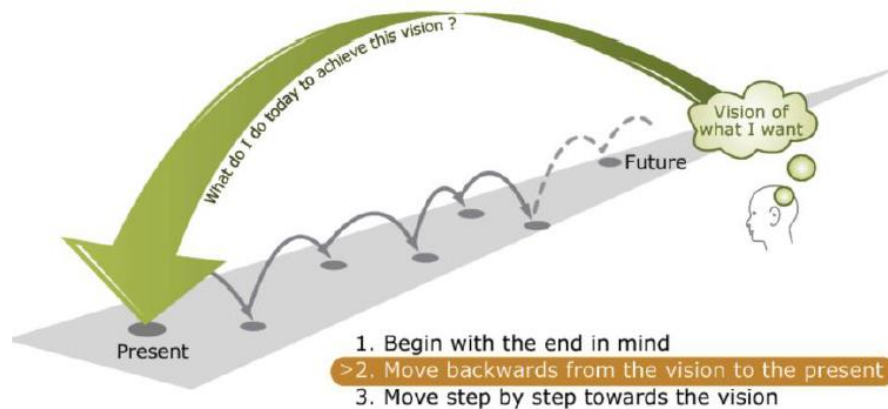 What do I do today to achieve this vision ?
Vision of
what I want
Future
Present
1. Begin with the end in mind
>2. Move backwards from the vision to the present
3. Move step by step towards the vision